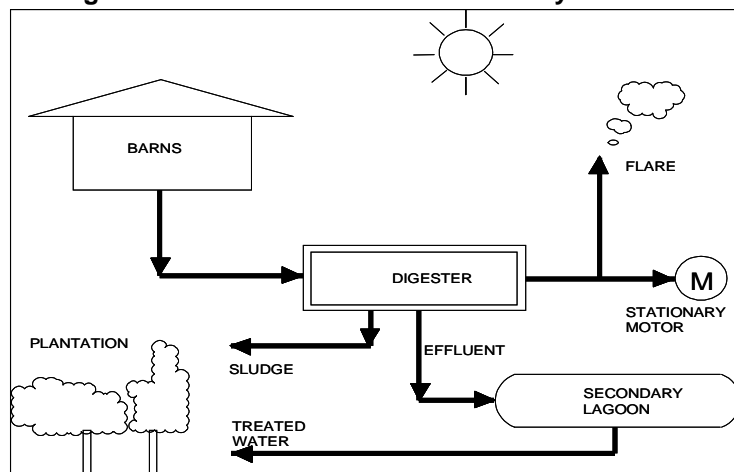 BARNS
FLARE
DIGESTER
M
STATIONARY
MOTOR
PLANTATION
SLUDGE
EFFLUENT
SECONDARY
LAGOON
TREATED
WATER